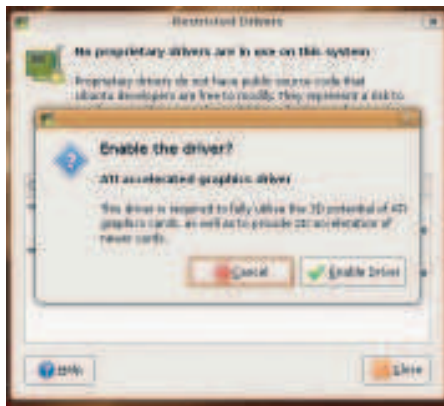 Restricted Drivers
No proprietary drivers are in use on this system
Proprietary drivers do not have public source code that
Ubuntu developers are free to modify. They represent a risk to
Enable the driver?
ATI accelerated graphics driver
This driver is required to fully utilise the 3D potential of ATI
graphics cards, as well as to provide 2D acceleration of
newer cards.
Cancel
Enable Driver
Help
Close